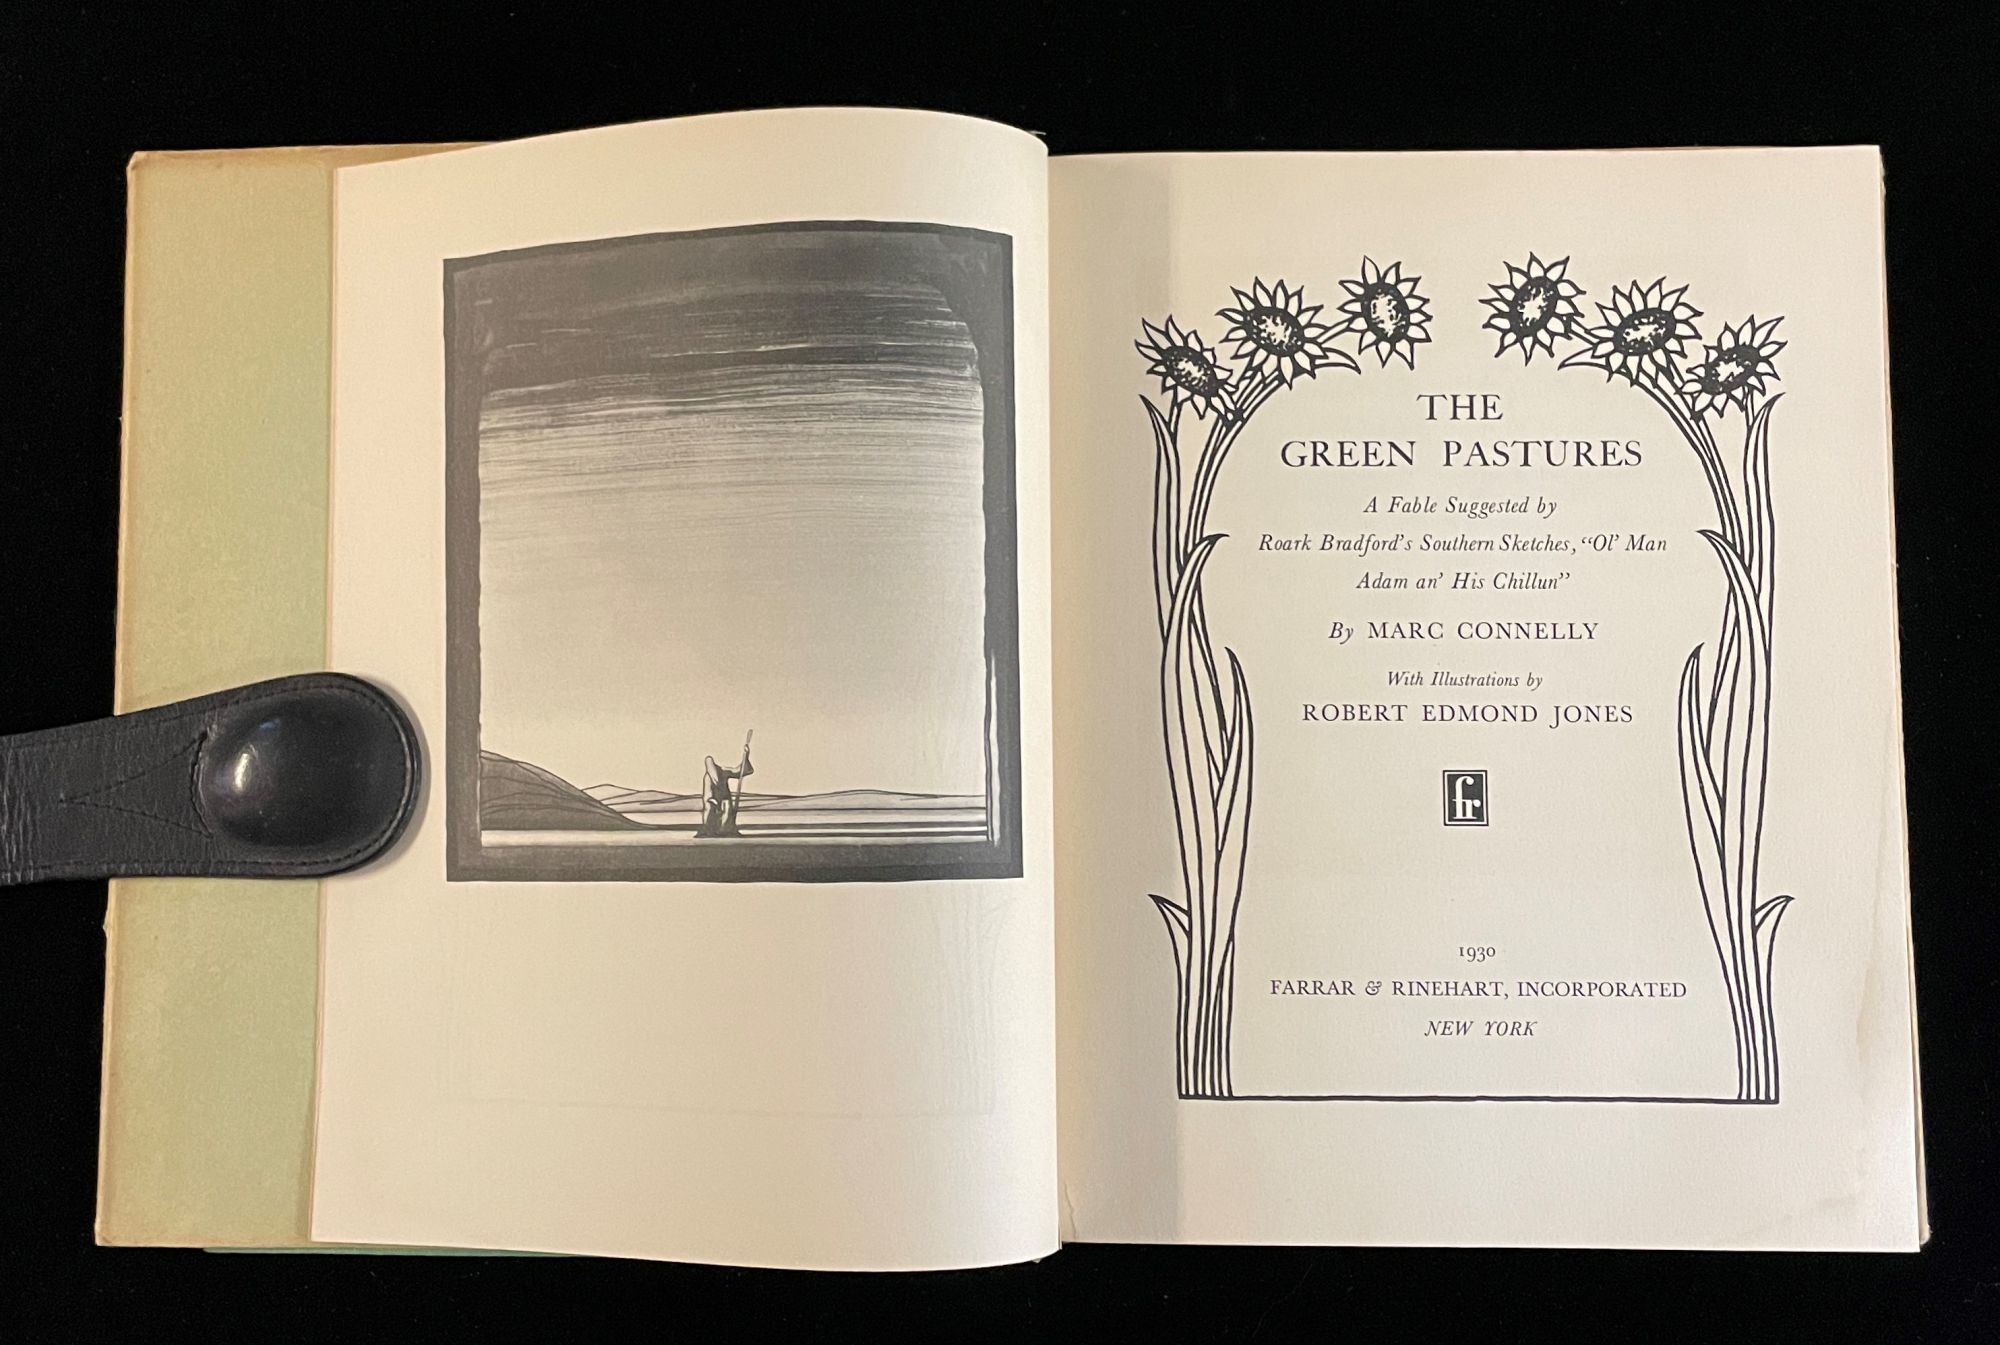 THE
GREEN PASTURES
A Fable Suggested by
Roark Bradford's Southern Sketches, “Ol’ Man
Adam an’ His Chillun”
By MARC CONNELLY
With Illustrations by
ROBERT EDMOND JONES
fr
1930
FARRAR & RINEHART, INCORPORATED
NEW YORK